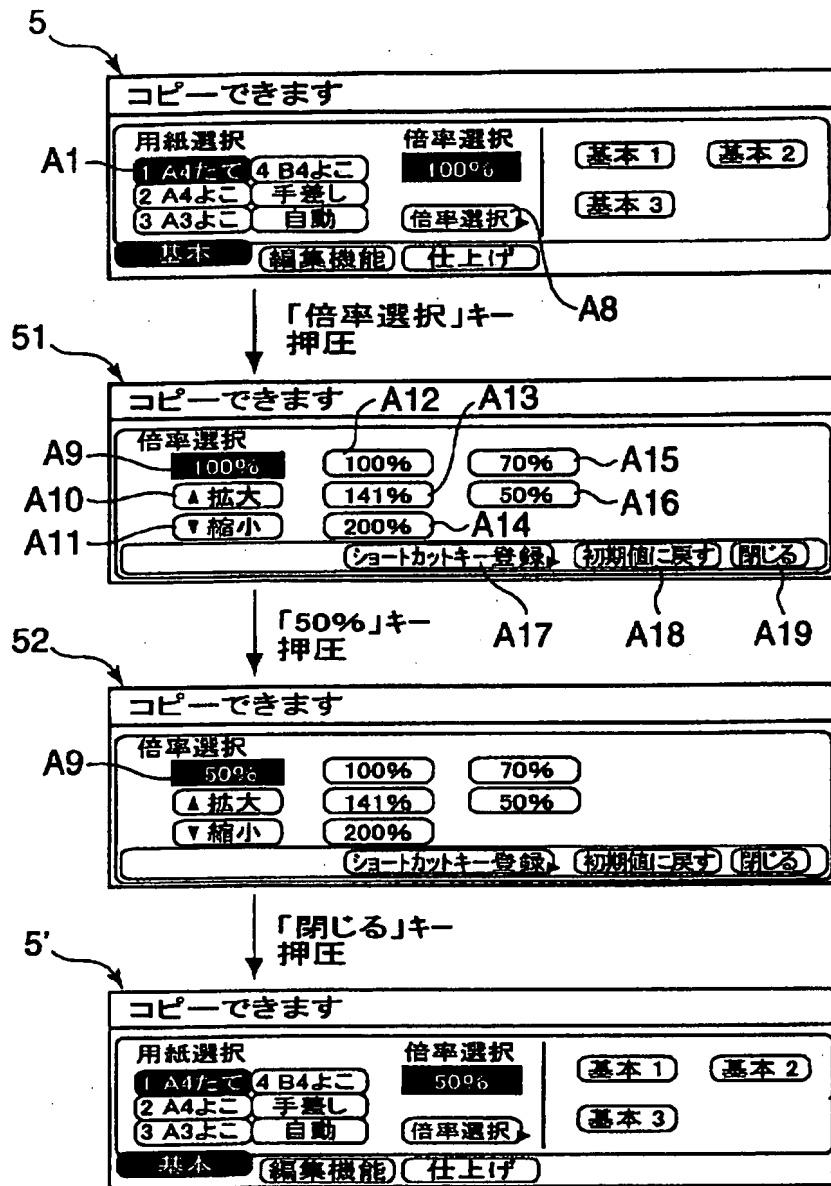 5
コピーできます
用紙選択 倍率選択
A1 1 A4たて 4 B4よこ 100% 基本 1 基本 2
2 A4よこ 手差し
3 A3よこ 自動 倍率選択 基本 3
基本 編集機能 仕上げ
A8
「倍率選択」キー
押圧
51
コピーできます A12 A13
倍率選択
A9 100% 100% 70% A15
A10 ▲拡大 141% 50% A16
A11 ▼縮小 200% A14
ショートカットキー登録 初期値に戻す 閉じる
A17 A18 A19
「50%」キー
押圧
52
コピーできます
倍率選択
A9 50% 100% 70%
▲拡大 141% 50%
▼縮小 200%
ショートカットキー登録 初期値に戻す 閉じる
「閉じる」キー
押圧
5'
コピーできます
用紙選択 倍率選択
1 A4たて 4 B4よこ 50% 基本 1 基本 2
2 A4よこ 手差し
3 A3よこ 自動 倍率選択 基本 3
基本 編集機能 仕上げ